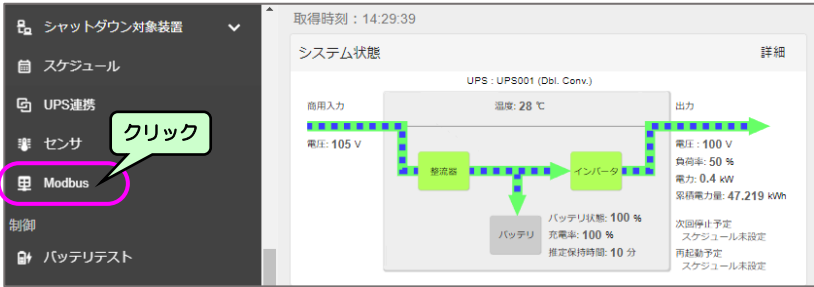 シャットダウン対象装置
スケジュール
UPS連携
センサ
クリック
Modbus
制御
バッテリテスト
取得時刻：14:29:39
システム状態 詳細
UPS : UPS001 (Dbl. Conv.)
商用入力
電圧: 105 V
温度: 28 ℃
整流器
インバータ
バッテリ
バッテリ状態: 100 %
充電率: 100 %
推定保持時間: 10 分
出力
電圧 : 100 V
負荷率: 50 %
電力: 0.4 kW
累積電力量: 47.219 kWh
次回停止予定
スケジュール未設定
再起動予定
スケジュール未設定